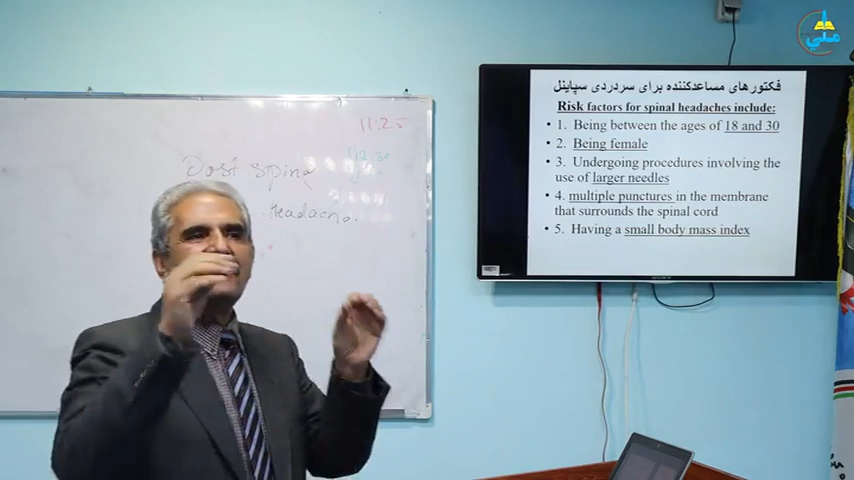 ملي
فکتورهای مساعدکننده برای سردردی سپاینل
Risk factors for spinal headaches include:
• 1. Being between the ages of 18 and 30
• 2. Being female
• 3. Undergoing procedures involving the
use of larger needles
• 4. multiple punctures in the membrane
that surrounds the spinal cord
• 5. Having a small body mass index
11:25
Post spinal
Headache.